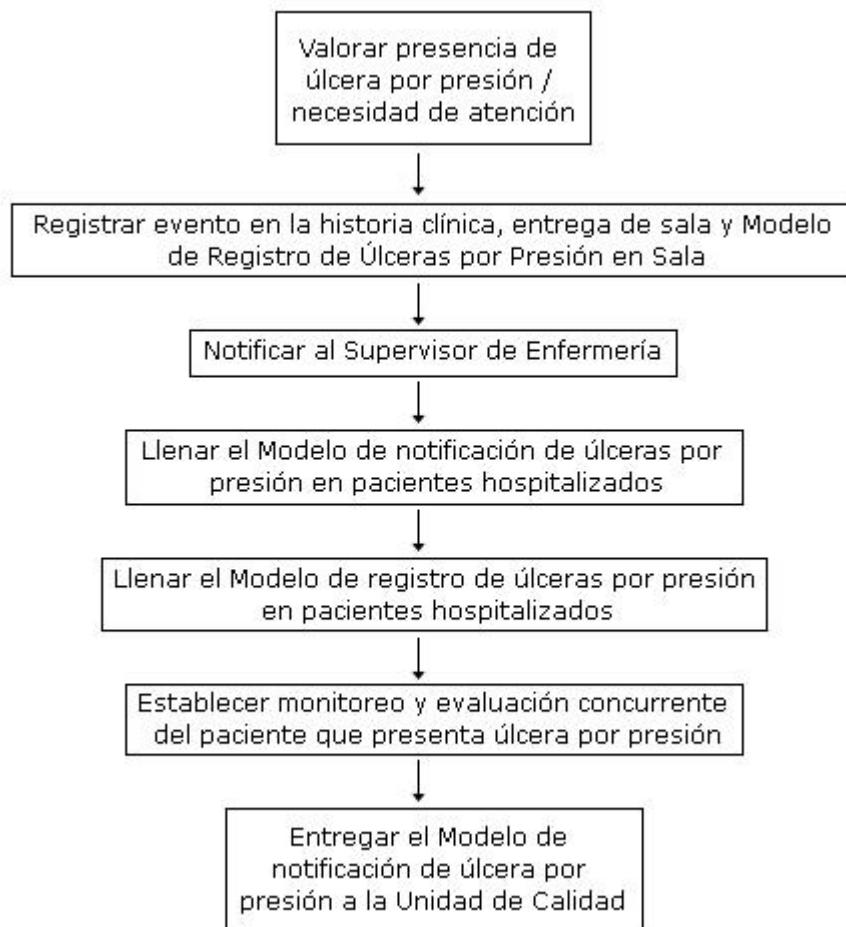 Valorar presencia de
úlcera por presión /
necesidad de atención
Registrar evento en la historia clínica, entrega de sala y Modelo
de Registro de Úlceras por Presión en Sala
Notificar al Supervisor de Enfermería
Llenar el Modelo de notificación de úlceras por
presión en pacientes hospitalizados
Llenar el Modelo de registro de úlceras por presión
en pacientes hospitalizados
Establecer monitoreo y evaluación concurrente
del paciente que presenta úlcera por presión
Entregar el Modelo de
notificación de úlcera por
presión a la Unidad de Calidad